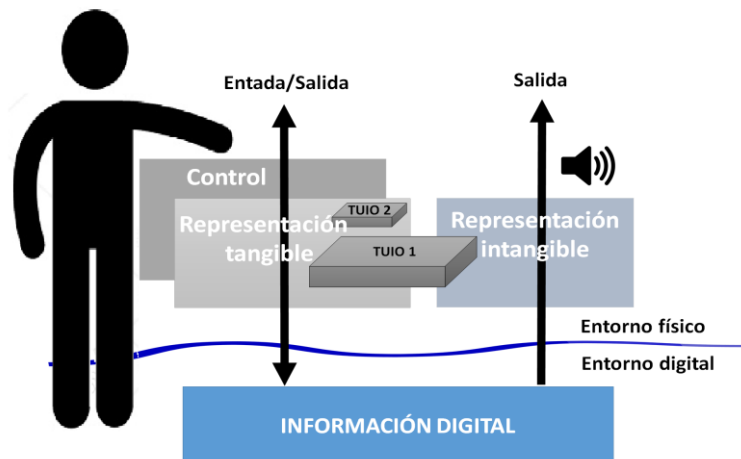 Entada/Salida
Salida
Control
Representación
tangible
TUIO 2
TUIO 1
Representación
intangible
Entorno físico
Entorno digital
INFORMACIÓN DIGITAL